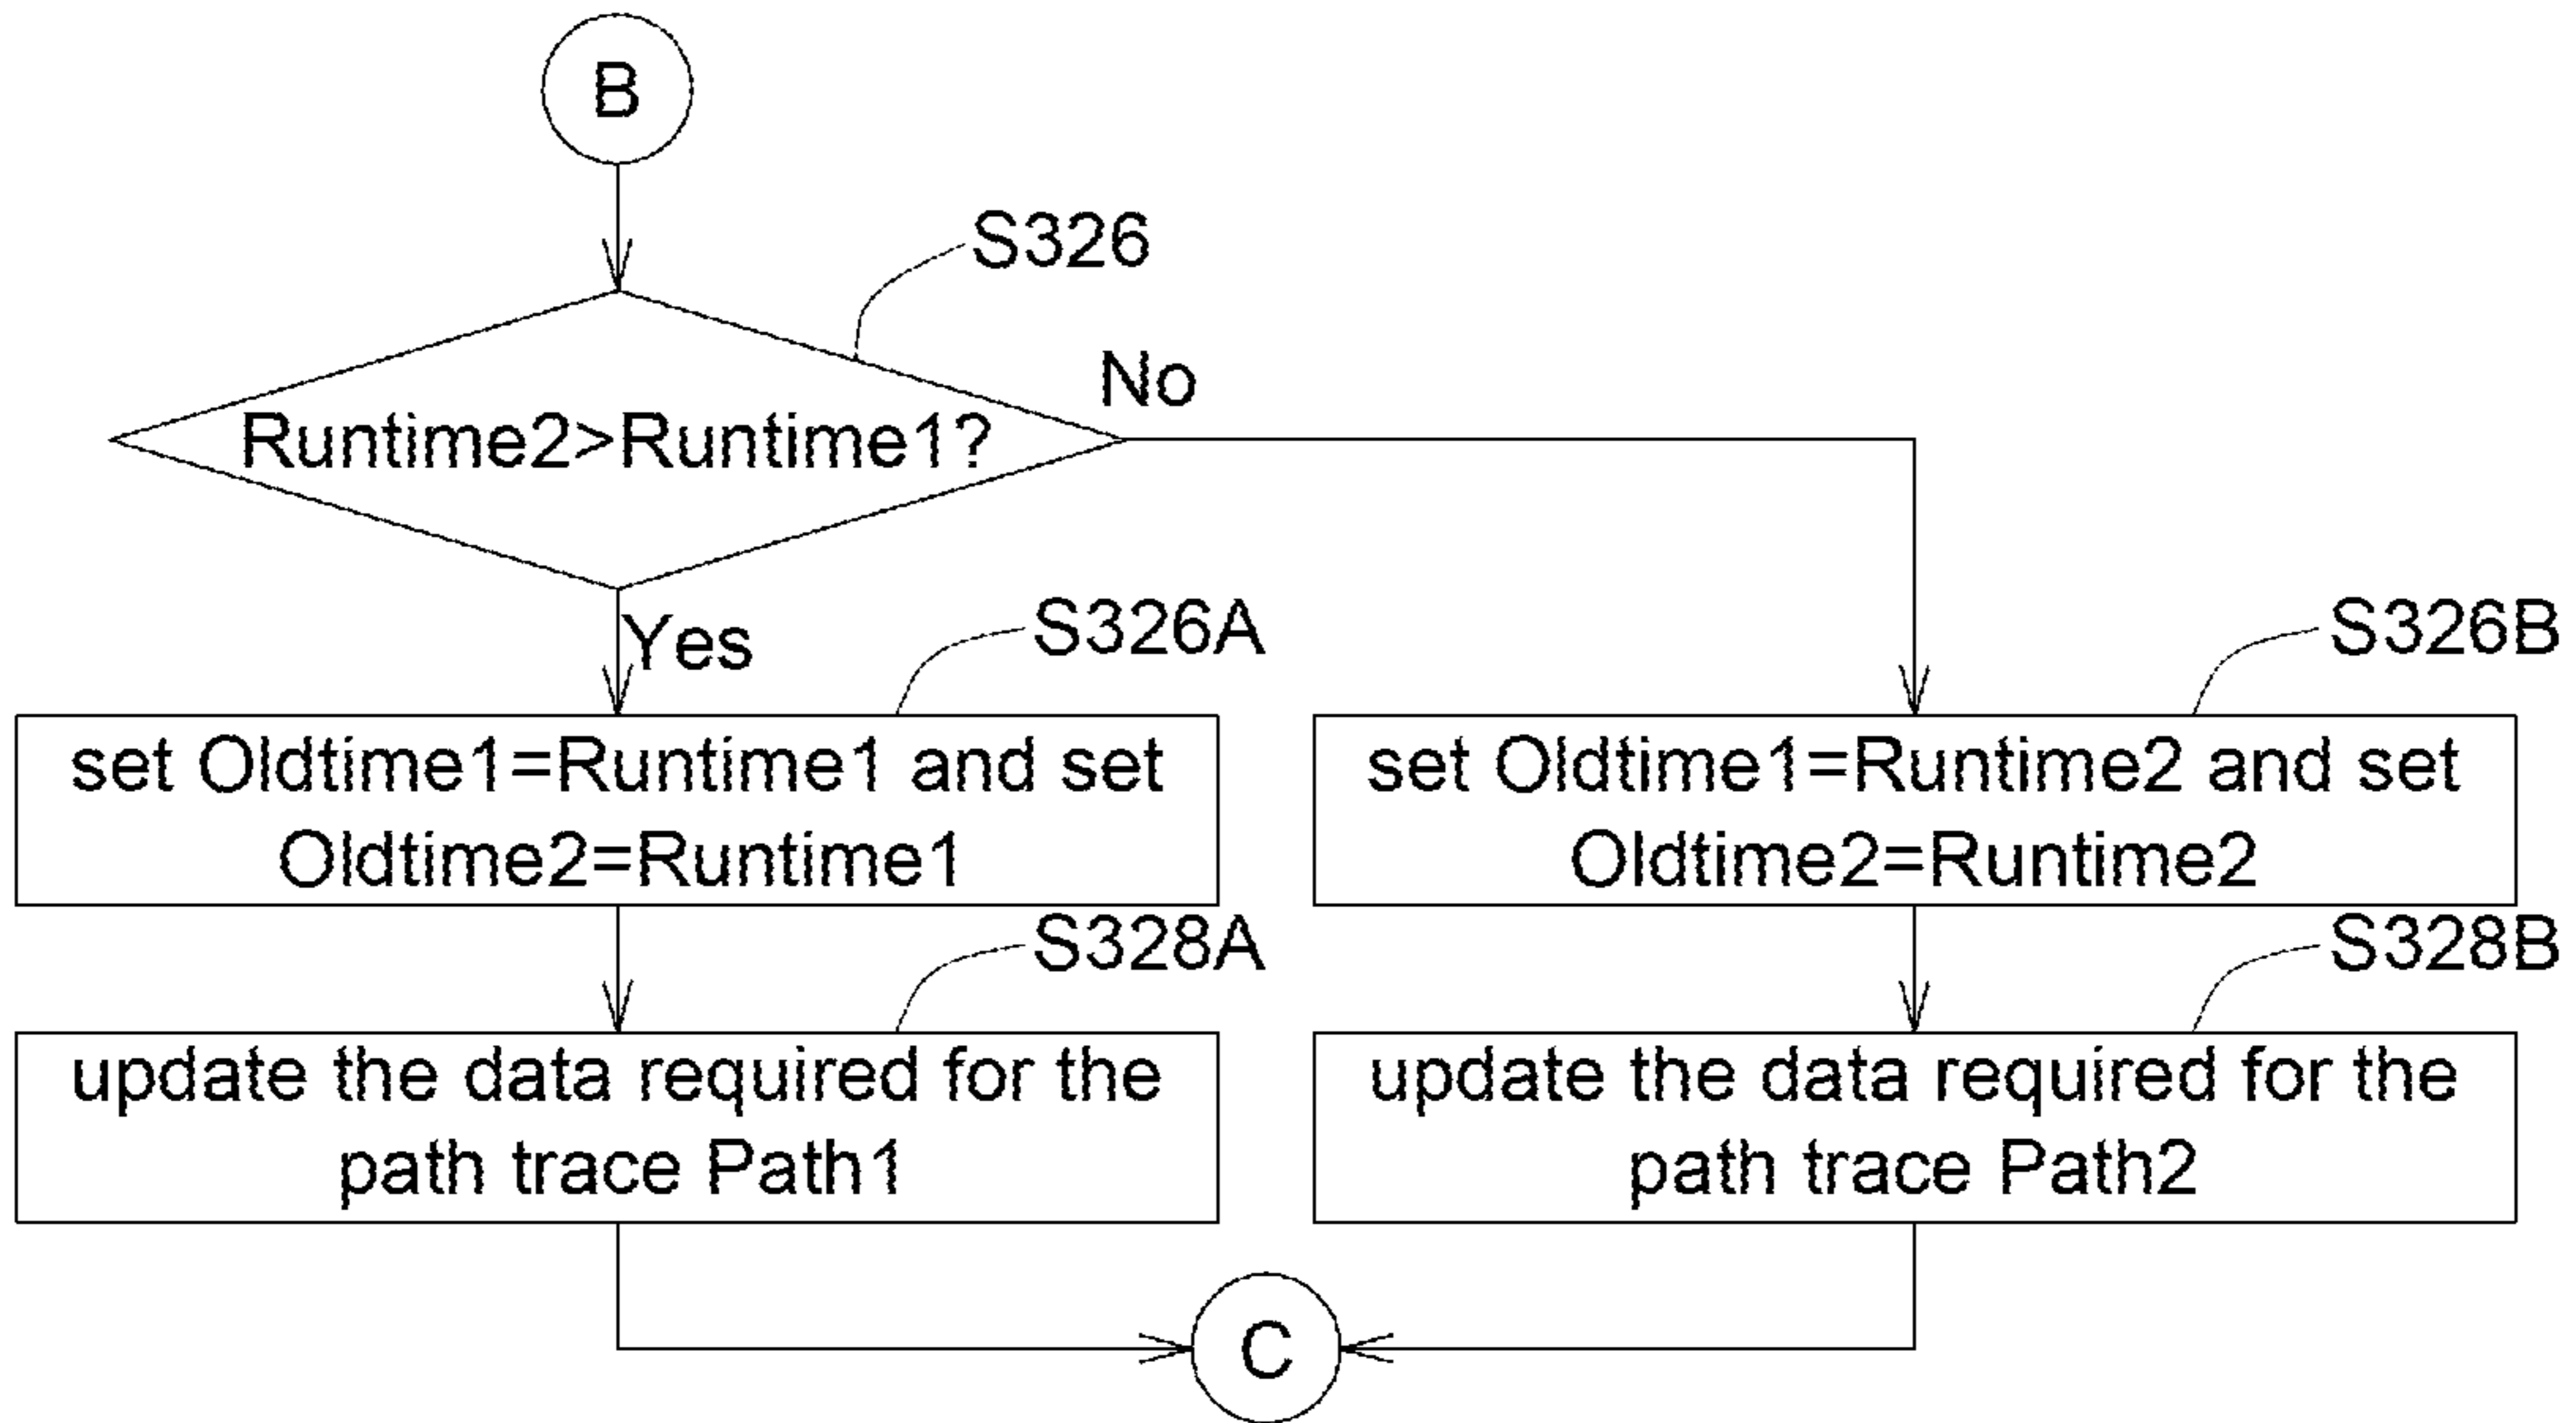 B
S326
No
Runtime2>Runtime1?
Yes
S326A
S326B
set Oldtime1=Runtime1 and set
Oldtime2=Runtime1
set Oldtime1=Runtime2 and set
Oldtime2=Runtime2
S328A
S328B
update the data required for the
path trace Path1
update the data required for the
path trace Path2
C